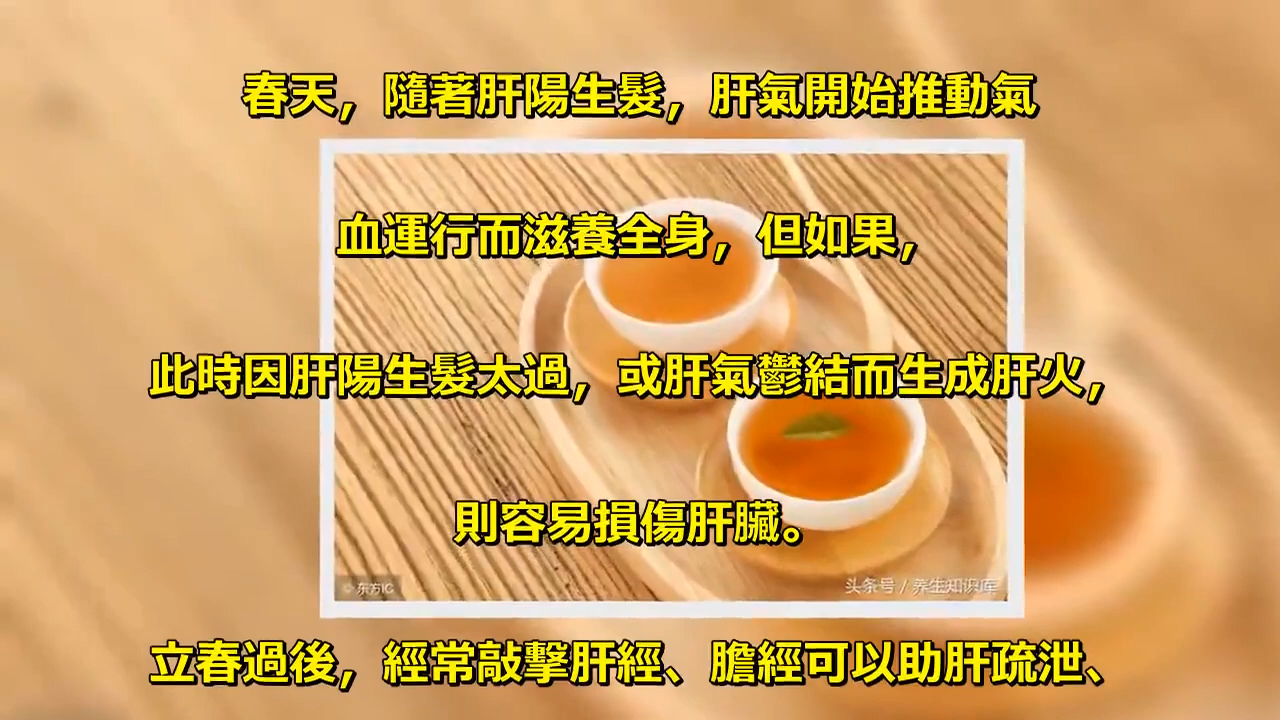 春天，隨著肝陽生髮，肝氣開始推動氣
血運行而滋養全身，但如果，
此時因肝陽生髮太過，或肝氣鬱結而生成肝火，
則容易損傷肝臟。
© 东方IC
头条号 / 养生知识库
立春過後，經常敲擊肝經、膽經可以助肝疏泄、